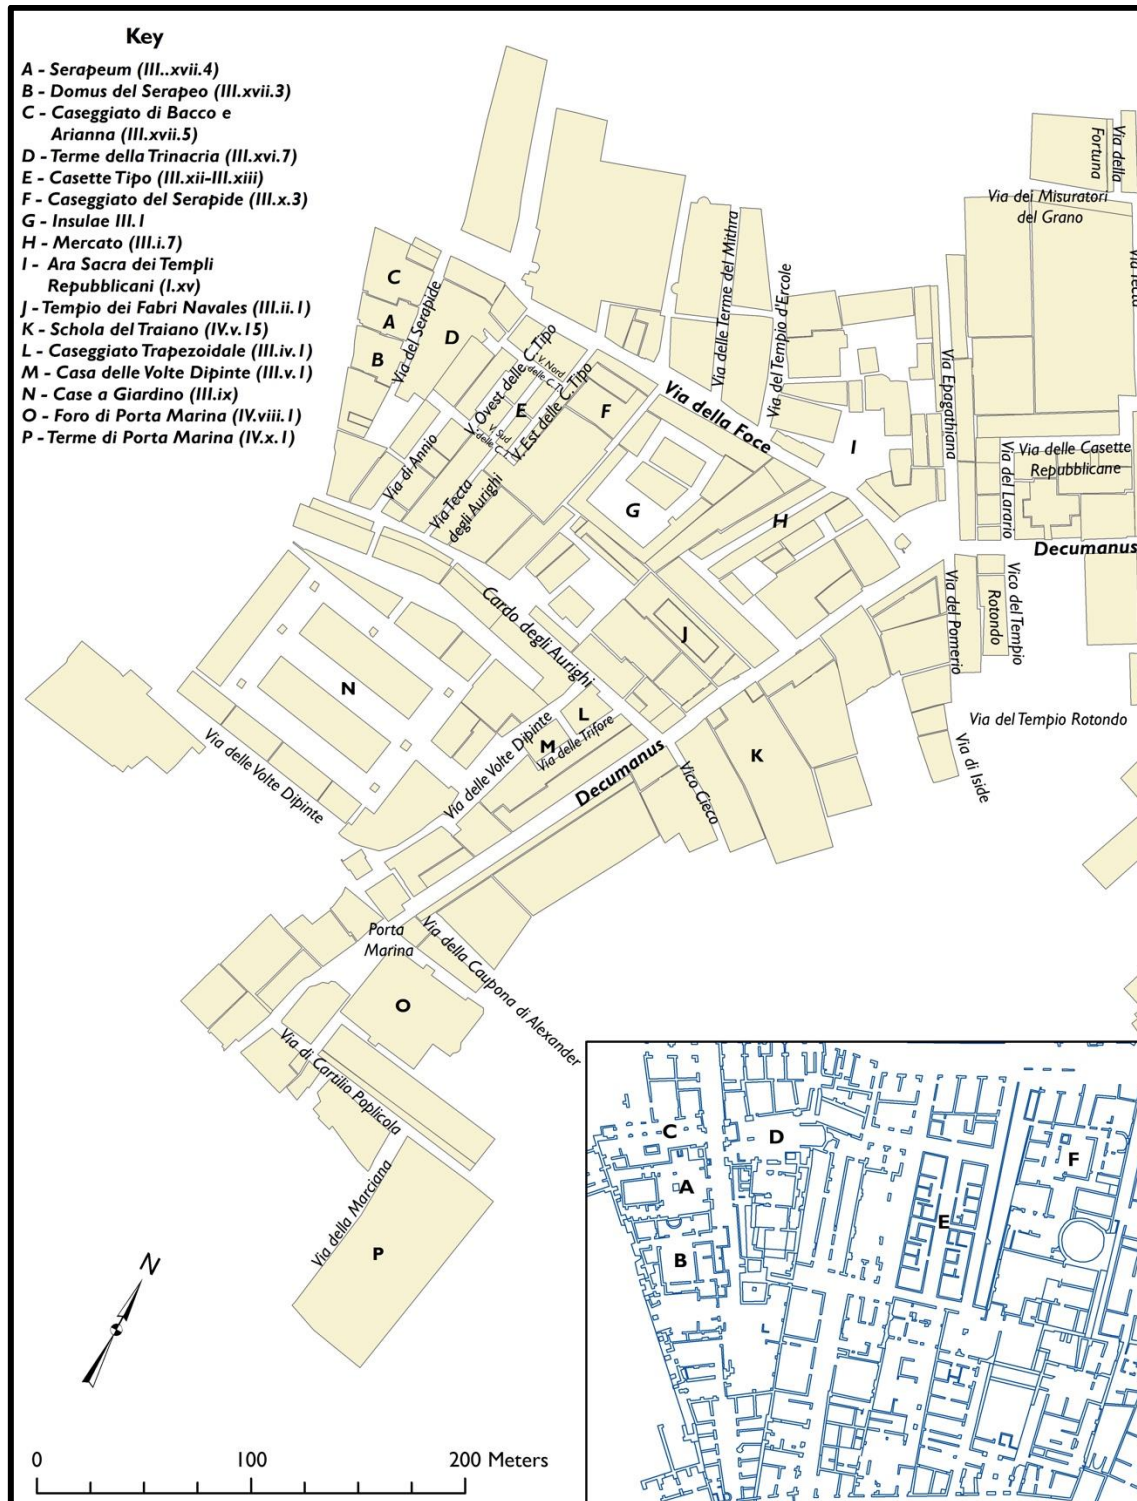 Key
A - Serapeum (III..xvii.4)
B - Domus del Serapeo (III.xvii.3)
C - Caseggiato di Bacco e
Arianna (III.xvii.5)
D - Terme della Trinacria (III.xvi.7)
E - Casette Tipo (III.xii-III.xiii)
F - Caseggiato del Serapide (III.x.3)
G - Insulae III.1
H - Mercato (III.i.7)
I - Ara Sacra dei Templi
Repubblicani (I.xv)
J - Tempio dei Fabri Navales (III.ii.1)
K - Schola del Traiano (IV.v.15)
L - Caseggiato Trapezoidale (III.iv.1)
M - Casa delle Volte Dipinte (III.v.1)
N - Case a Giardino (III.ix)
O - Foro di Porta Marina (IV.viii.1)
P - Terme di Porta Marina (IV.x.1)
Via della
Fortuna
Via dei Misuratori
del Grano
Via Tecta
Via delle Terme del Mithra
Via del Tempio d'Ercole
Via Epagathiana
Via delle Casette
Repubblicane
Via del Larario
Decumanus
C
A
B
Via del Serapide
D
V. Ovest delle C. Tipo
V. Nord
delle C. T.
E
V. Sud
delle C. T.
V. Est delle C. Tipo
F
Via della Foce
I
Via di Annio
Via Tecta
degli Aurighi
G
H
Cardo degli Aurighi
J
Via del Pomerio
Vico del Tempio
Rotondo
Via del Tempio Rotondo
Via di Iside
N
L
M
Via delle Trifore
Via delle Volte Dipinte
Via delle Volte Dipinte
Decumanus
Vico Cieco
K
Porta
Marina
Via della Caupona di Alexander
O
Via di Cartilio Poplicola
Via della Marciana
P
N
0 100 200 Meters
C
D
A
B
E
F